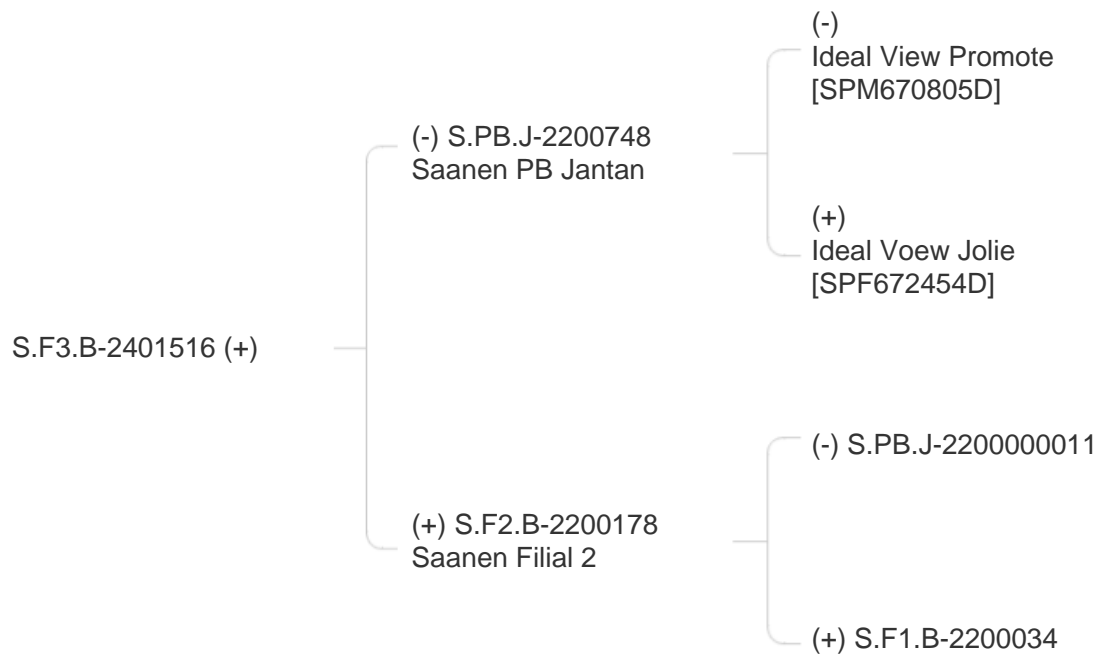 (-)
Ideal View Promote
[SPM670805D]
(-) S.PB.J-2200748
Saanen PB Jantan
(+)
Ideal Voew Jolie
[SPF672454D]
S.F3.B-2401516 (+)
(-) S.PB.J-2200000011
(+) S.F2.B-2200178
Saanen Filial 2
(+) S.F1.B-2200034